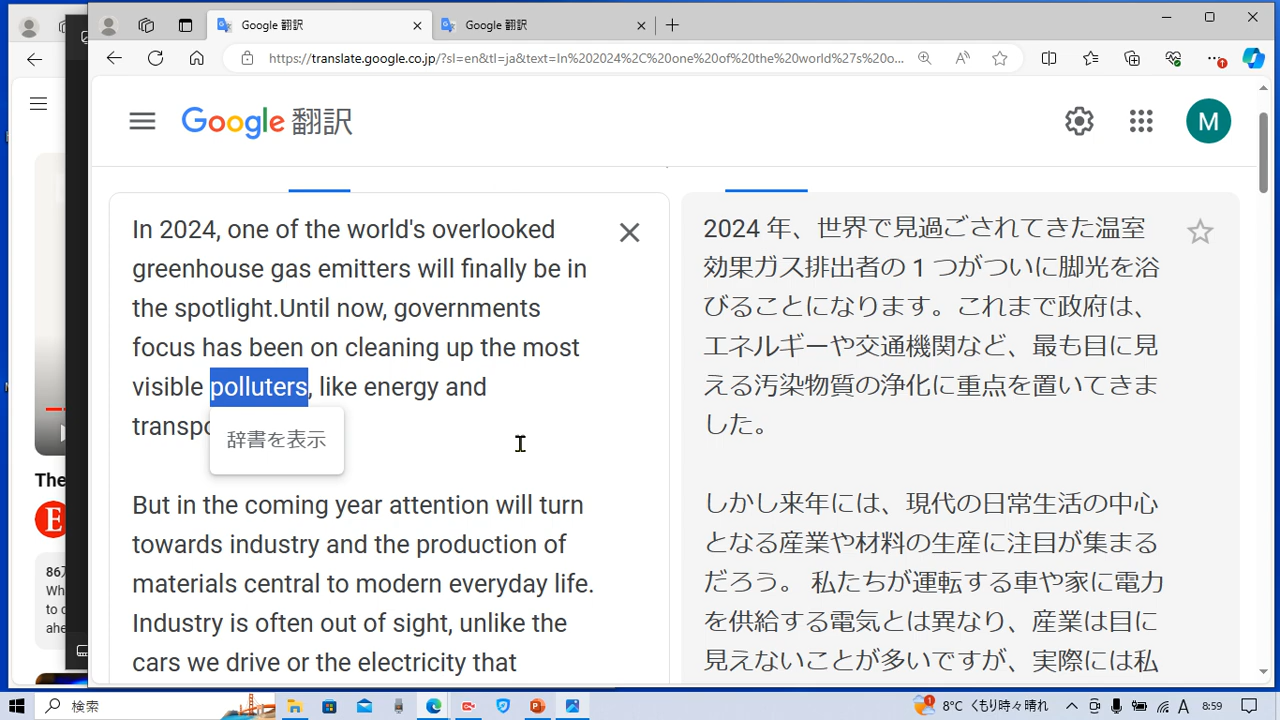 Google 翻訳
Google 翻訳
https://translate.google.co.jp/?sl=en&tl=ja&text=In%202024%2C%20one%20of%20the%20world%27s%20o...
Google 翻訳
M
In 2024, one of the world's overlooked
greenhouse gas emitters will finally be in
the spotlight.Until now, governments
focus has been on cleaning up the most
visible polluters, like energy and
transpo
辞書を表示
But in the coming year attention will turn
towards industry and the production of
materials central to modern everyday life.
Industry is often out of sight, unlike the
cars we drive or the electricity that
2024 年、世界で見過ごされてきた温室
効果ガス排出者の 1 つがついに脚光を浴
びることになります。これまで政府は、
エネルギーや交通機関など、最も目に見
える汚染物質の浄化に重点を置いてきま
した。
しかし来年には、現代の日常生活の中心
となる産業や材料の生産に注目が集まる
だろう。 私たちが運転する車や家に電力
を供給する電気とは異なり、産業は目に
見えないことが多いですが、実際には私
The
E
86万
Wh
to c
ahe
検索
1
8°C くもり時々晴れ
A
8:59